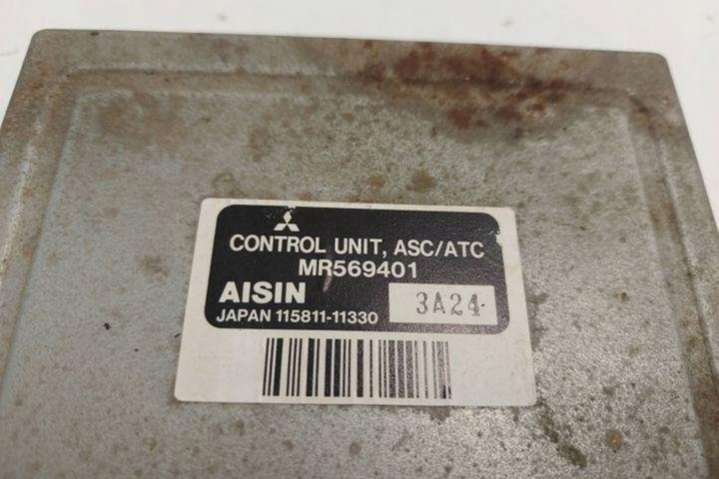 CONTROL UNIT, ASC/ATC
MR569401
AISIN 3A24
JAPAN 115811-11330